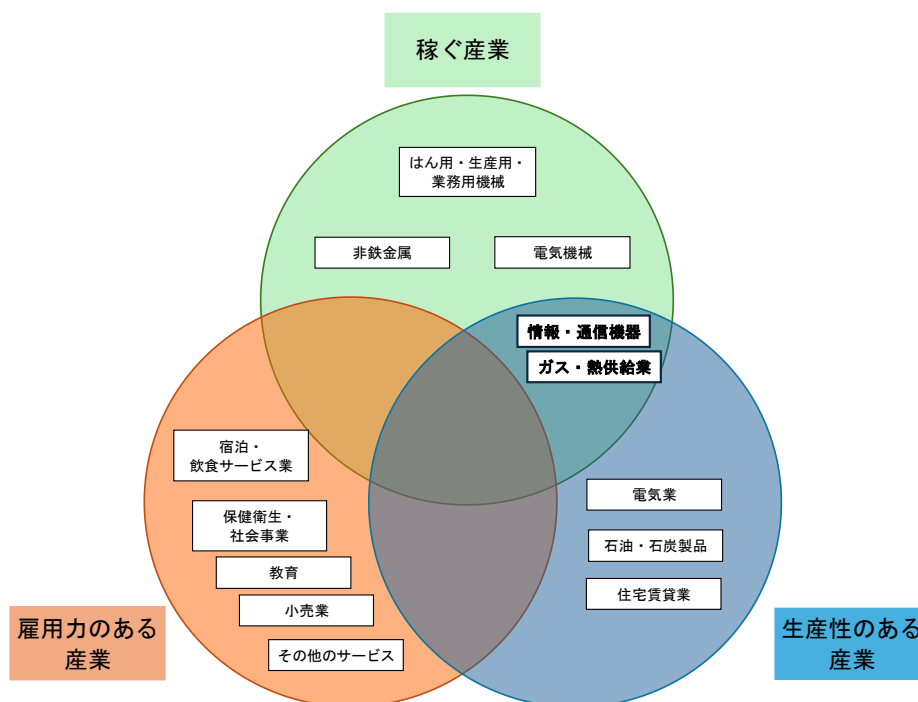 稼ぐ産業
はん用・生産用・
業務用機械
非鉄金属
電気機械
情報・通信機器
ガス・熱供給業
宿泊・
飲食サービス業
保健衛生・
社会事業
教育
小売業
その他のサービス
電気業
石油・石炭製品
住宅賃貸業
雇用力のある
産業
生産性のある
産業